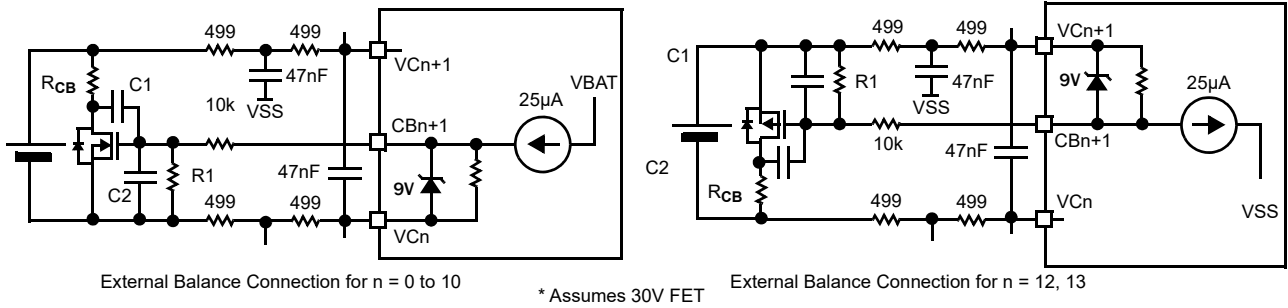 499
499
VCn+1
RCB
C1
47nF
VSS
10k
VBAT
25µA
CBn+1
9V
R1
C2
47nF
499
499
VCn
External Balance Connection for n = 0 to 10
* Assumes 30V FET
C1
499
499
VCn+1
R1
47nF
VSS
9V
25µA
10k
CBn+1
47nF
C2
RCB
499
499
VCn
VSS
External Balance Connection for n = 12, 13